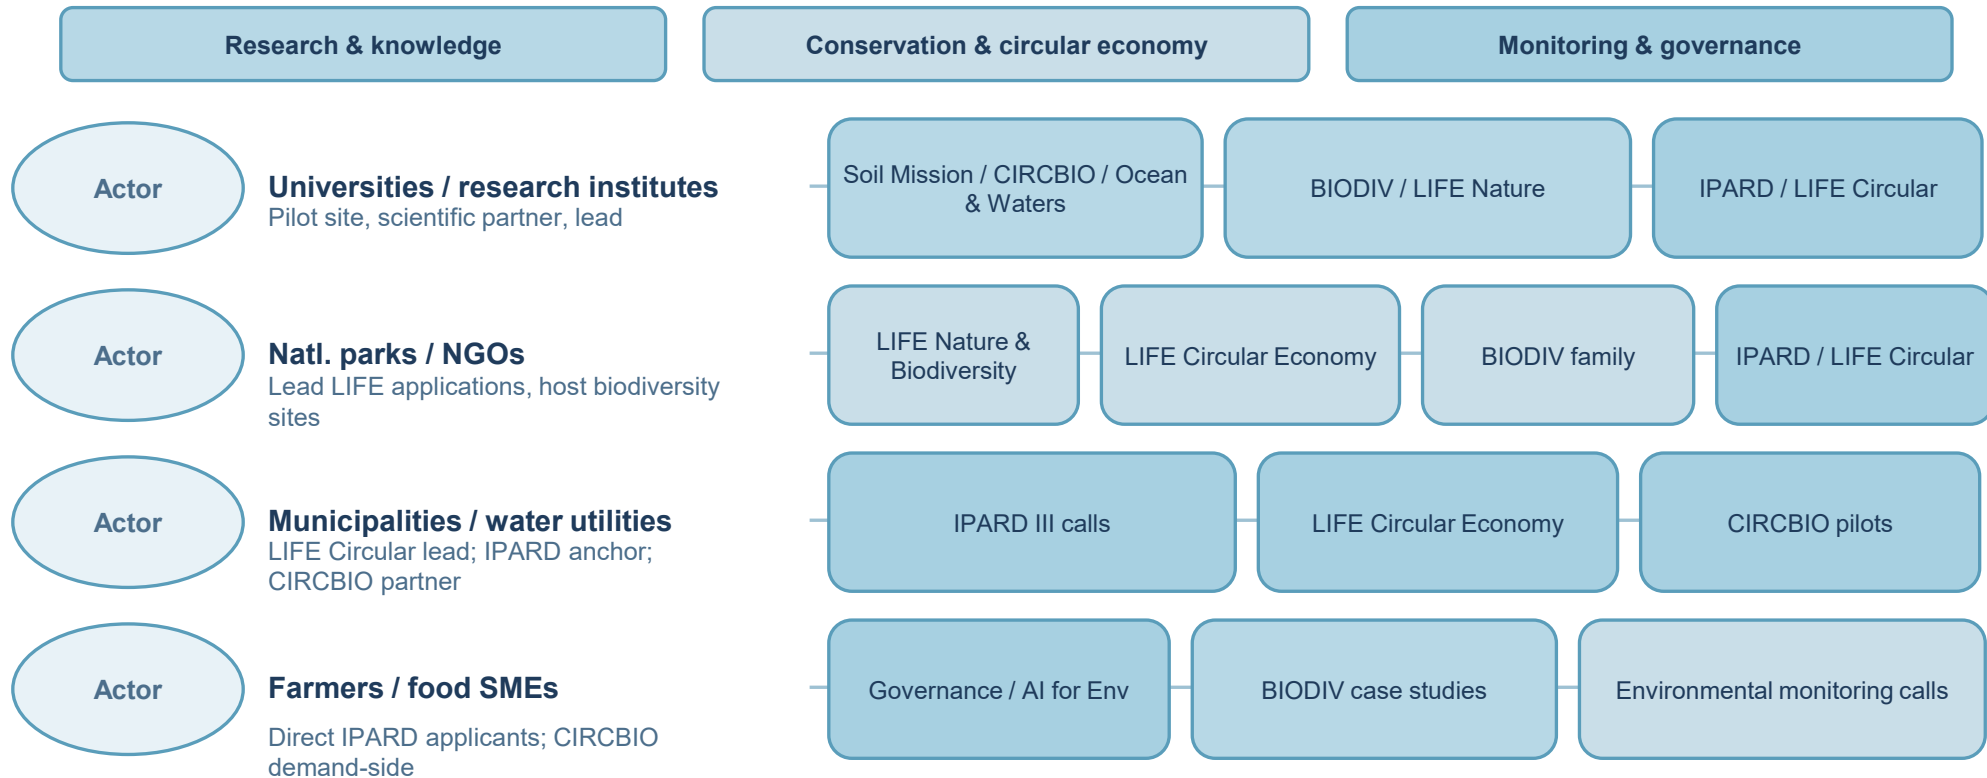 Research & knowledge
Conservation & circular economy
Monitoring & governance
Actor
Universities / research institutes
Pilot site, scientific partner, lead
Soil Mission / CIRCBIO / Ocean
& Waters
BIODIV / LIFE Nature
IPARD / LIFE Circular
Actor
Natl. parks / NGOs
Lead LIFE applications, host biodiversity
sites
LIFE Nature &
Biodiversity
LIFE Circular Economy
BIODIV family
IPARD / LIFE Circular
Actor
Municipalities / water utilities
LIFE Circular lead; IPARD anchor;
CIRCBIO partner
IPARD III calls
LIFE Circular Economy
CIRCBIO pilots
Actor
Farmers / food SMEs
Direct IPARD applicants; CIRCBIO
demand-side
Governance / AI for Env
BIODIV case studies
Environmental monitoring calls